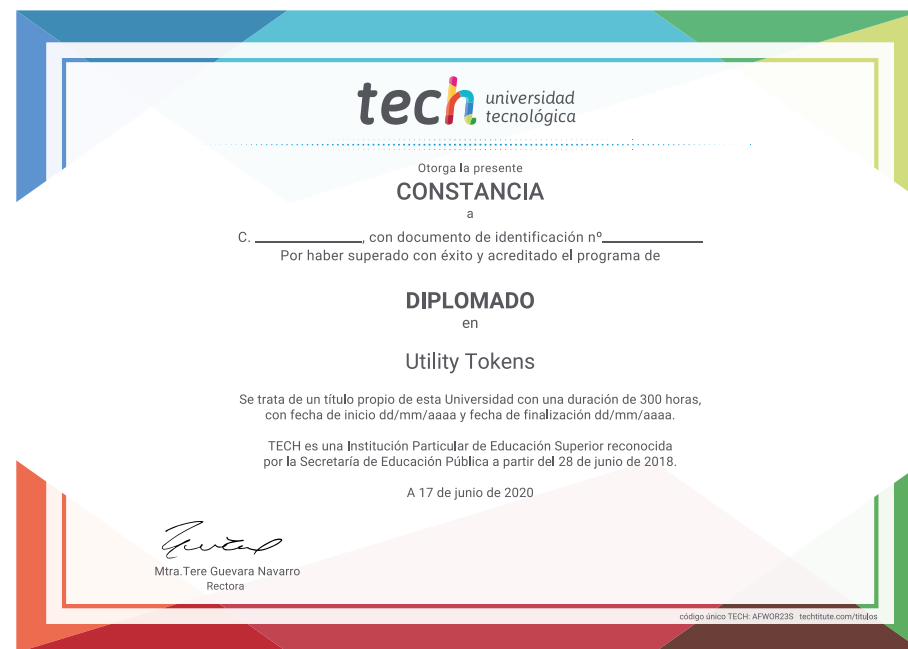 tech universidad
tecnológica
Otorga la presente
CONSTANCIA
a
C. ______________, con documento de identificación nº_____________
Por haber superado con éxito y acreditado el programa de
DIPLOMADO
en
Utility Tokens
Se trata de un título propio de esta Universidad con una duración de 300 horas,
con fecha de inicio dd/mm/aaaa y fecha de finalización dd/mm/aaaa.
TECH es una Institución Particular de Educación Superior reconocida
por la Secretaría de Educación Pública a partir del 28 de junio de 2018.
A 17 de junio de 2020
Mtra.Tere Guevara Navarro
Rectora
código único TECH: AFWOR23S techtitute.com/titulos